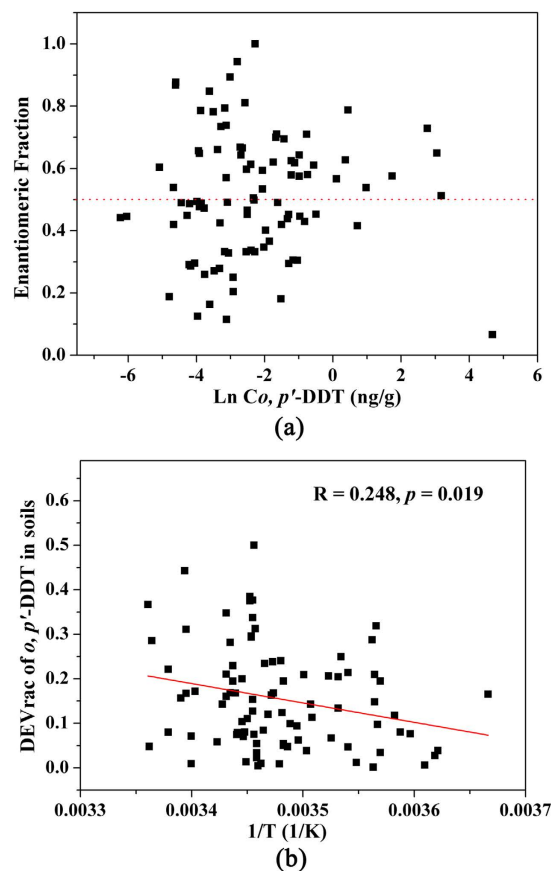 1.0
0.8
0.6
0.4
0.2
0.0
Enantiomeric Fraction
-6 -4 -2 0 2 4 6
Ln Co, p′-DDT (ng/g)
(a)
R = 0.248, p = 0.019
0.6
0.5
0.4
0.3
0.2
0.1
0.0
DEVrac of o, p′-DDT in soils
0.0033 0.0034 0.0035 0.0036 0.0037
1/T (1/K)
(b)